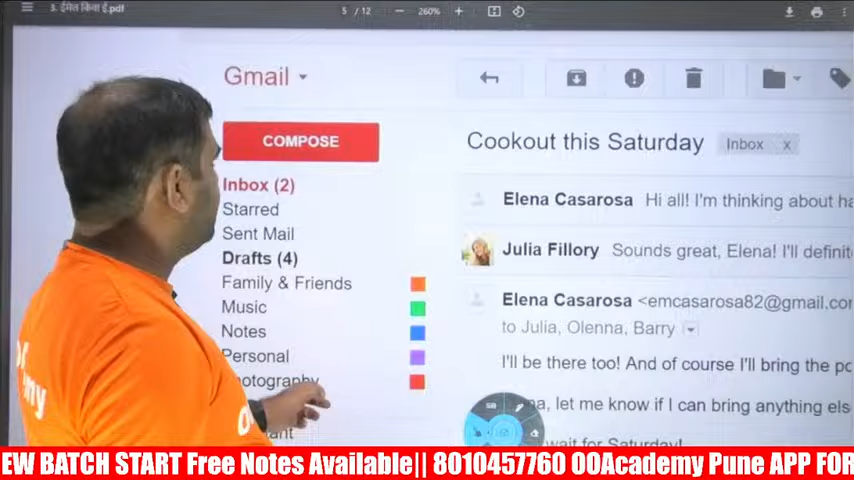 3. ईमेल किंवा ई.pdf
5 / 12
260%
Gmail
COMPOSE
Inbox (2)
Starred
Sent Mail
Drafts (4)
Family & Friends
Music
Notes
Personal
hotography
Cookout this Saturday
Inbox x
Elena Casarosa Hi all! I'm thinking about ha
Julia Fillory Sounds great, Elena! I'll definit
Elena Casarosa <emcasarosa82@gmail.co
to Julia, Olenna, Barry
I'll be there too! And of course I'll bring the po
a, let me know if I can bring anything els
wait for Saturday!
EW BATCH START Free Notes Available|| 8010457760 OOAcademy Pune APP FOR